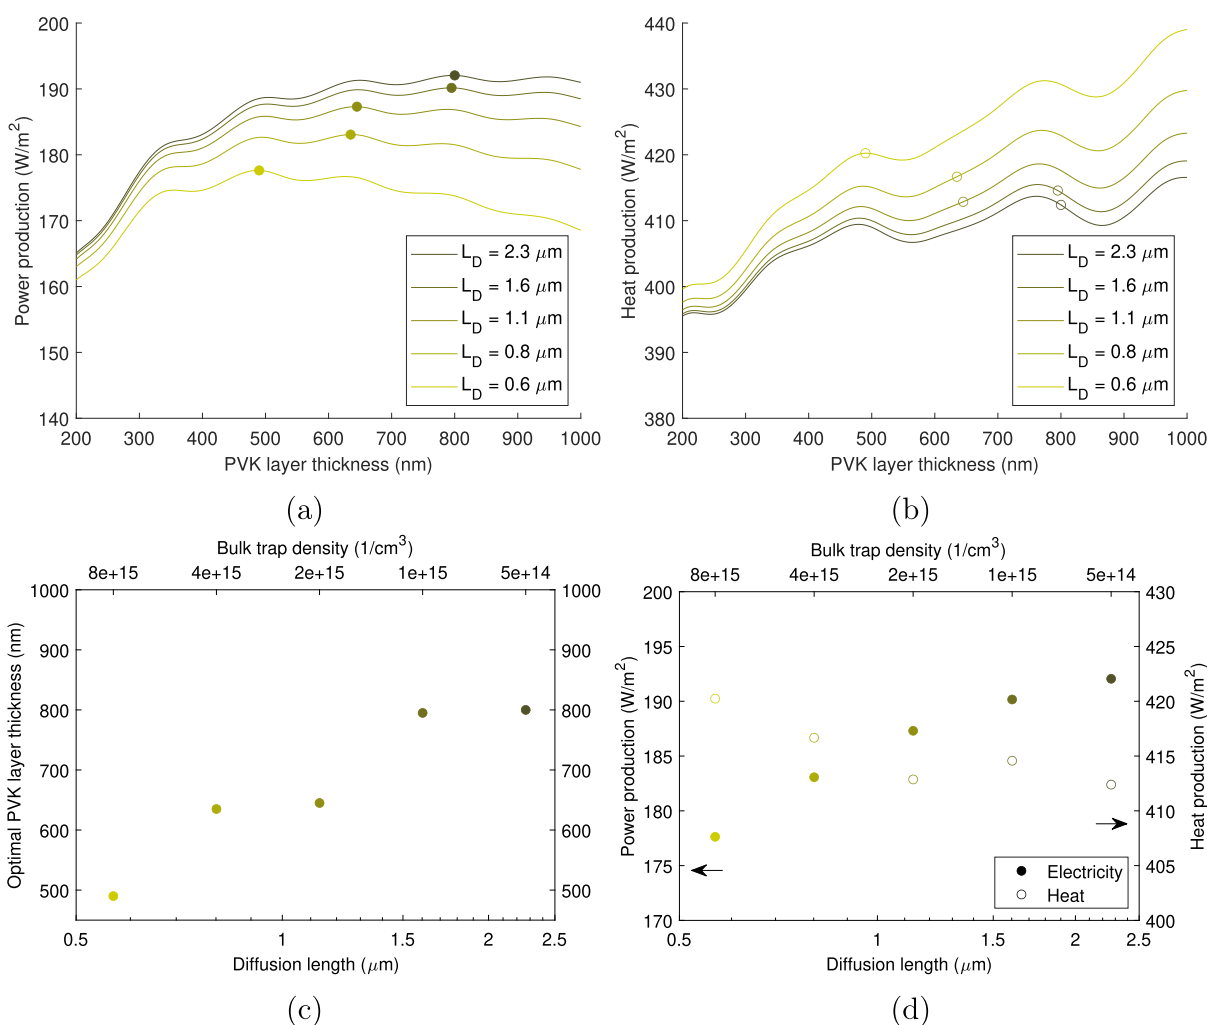 200
190
180
170
160
150
140
Power production (W/m2)
200 300 400 500 600 700 800 900 1000
PVK layer thickness (nm)
LD = 2.3 μm
LD = 1.6 μm
LD = 1.1 μm
LD = 0.8 μm
LD = 0.6 μm
(a)
440
430
420
410
400
390
380
Heat production (W/m2)
200 300 400 500 600 700 800 900 1000
PVK layer thickness (nm)
LD = 2.3 μm
LD = 1.6 μm
LD = 1.1 μm
LD = 0.8 μm
LD = 0.6 μm
(b)
Bulk trap density (1/cm3)
8e+15 4e+15 2e+15 1e+15 5e+14
1000 1000
900 900
800 800
700 700
600 600
500 500
Optimal PVK layer thickness (nm)
0.5 1 1.5 2 2.5
Diffusion length (μm)
(c)
Bulk trap density (1/cm3)
8e+15 4e+15 2e+15 1e+15 5e+14
200 430
195 425
190 420
185 415
180 410
175 405
170 400
Power production (W/m2)
Heat production (W/m2)
Electricity
Heat
0.5 1 1.5 2 2.5
Diffusion length (μm)
(d)